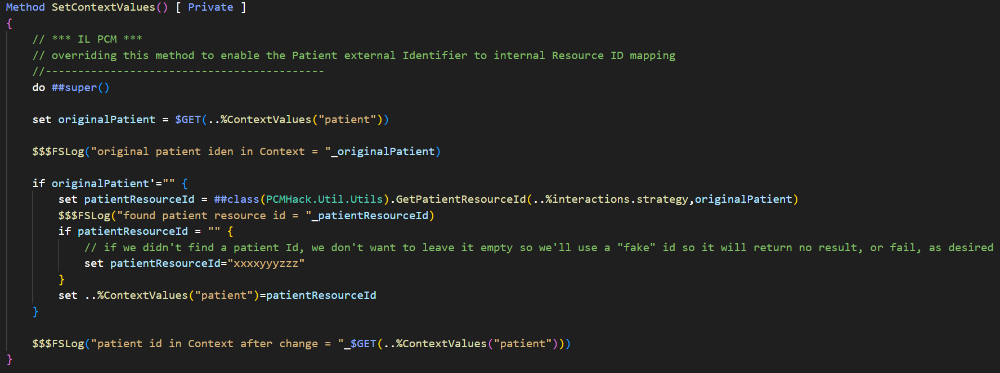 Method SetContextValues() [ Private ]
{
    // *** IL PCM ***
    // overriding this method to enable the Patient external Identifier to internal Resource ID mapping
    //-------------------------------------------
    do ##super()

    set originalPatient = $GET(..%ContextValues("patient"))

    $$$FSLog("original patient iden in Context = "_originalPatient)

    if originalPatient'="" {
        set patientResourceId = ##class(PCMHack.Util.Utils).GetPatientResourceId(..%interactions.strategy,originalPatient)
        $$$FSLog("found patient resource id = "_patientResourceId)
        if patientResourceId = "" {
            // if we didn't find a patient Id, we don't want to leave it empty so we'll use a "fake" id so it will return no result, or fail, as desired
            set patientResourceId="xxxxyyyzzz"
        }
        set ..%ContextValues("patient")=patientResourceId
    }

    $$$FSLog("patient id in Context after change = "_$GET(..%ContextValues("patient")))
}